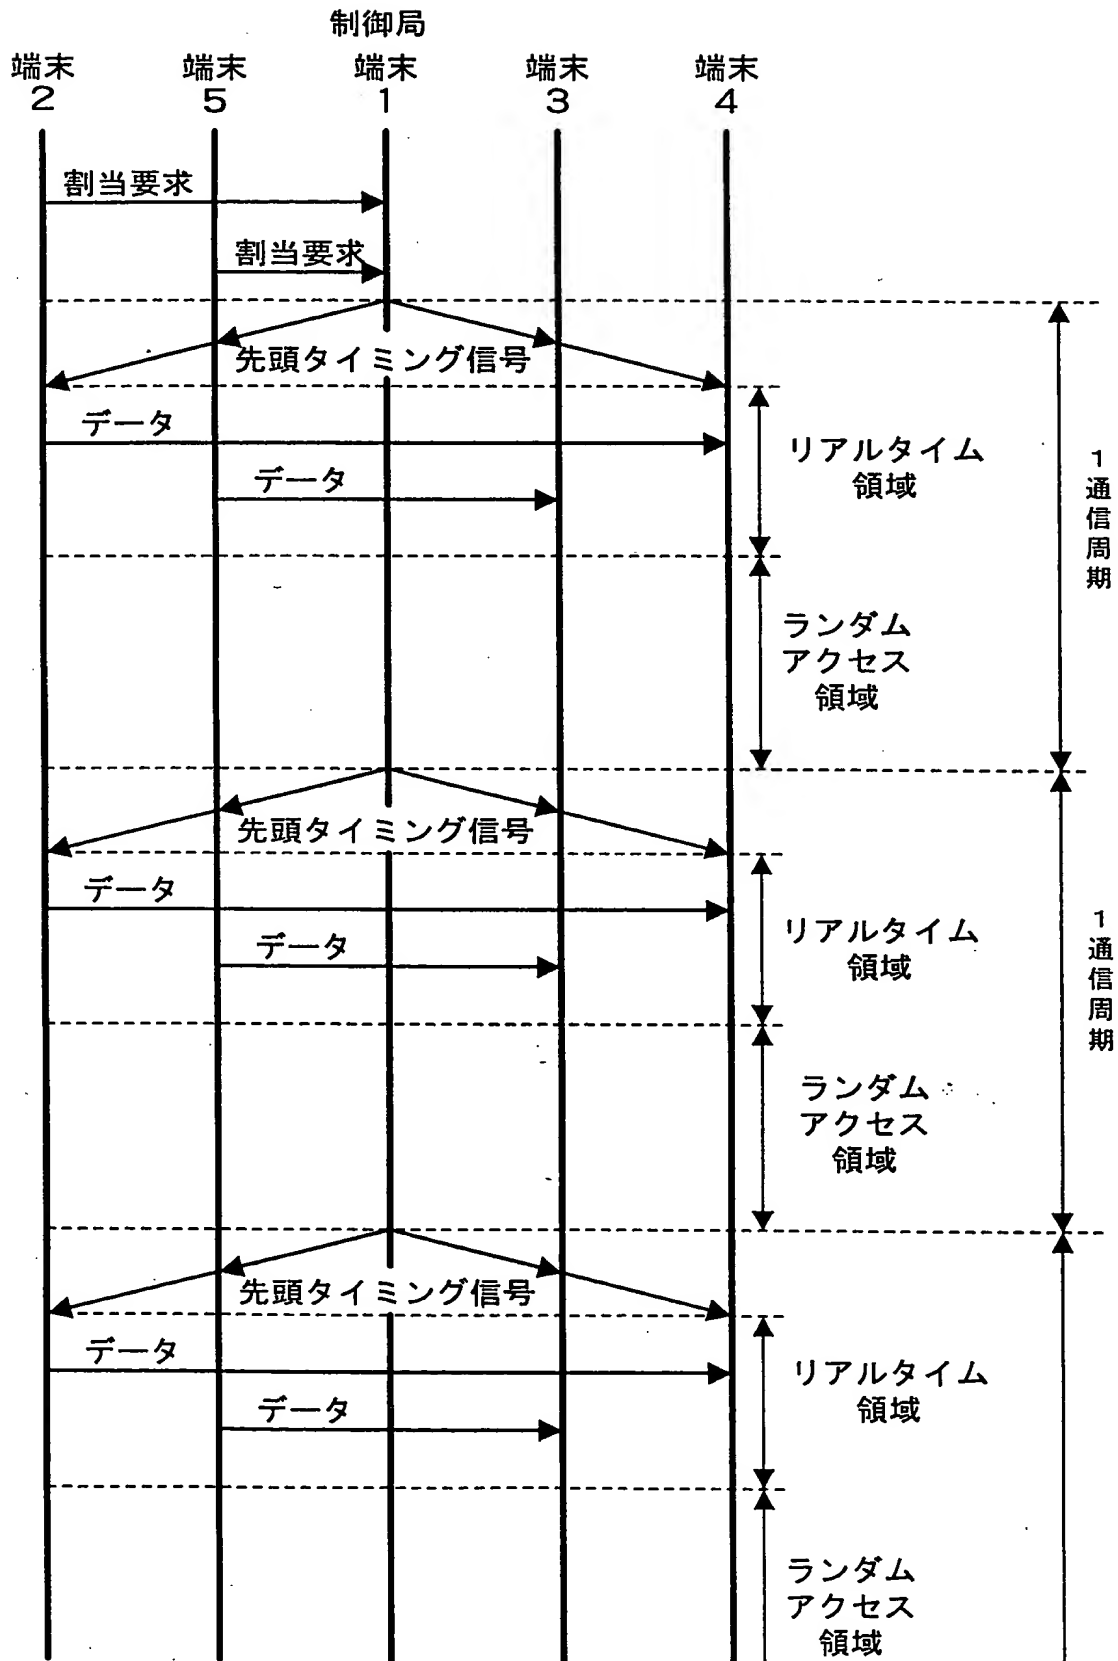 制御局
端末 端末 端末 端末 端末
2 5 1 3 4
割当要求
割当要求
先頭タイミング信号
データ
データ
リアルタイム
領域
1通信周期
ランダム
アクセス
領域
先頭タイミング信号
データ
データ
リアルタイム
領域
1通信周期
ランダム
アクセス
領域
先頭タイミング信号
データ
データ
リアルタイム
領域
ランダム
アクセス
領域